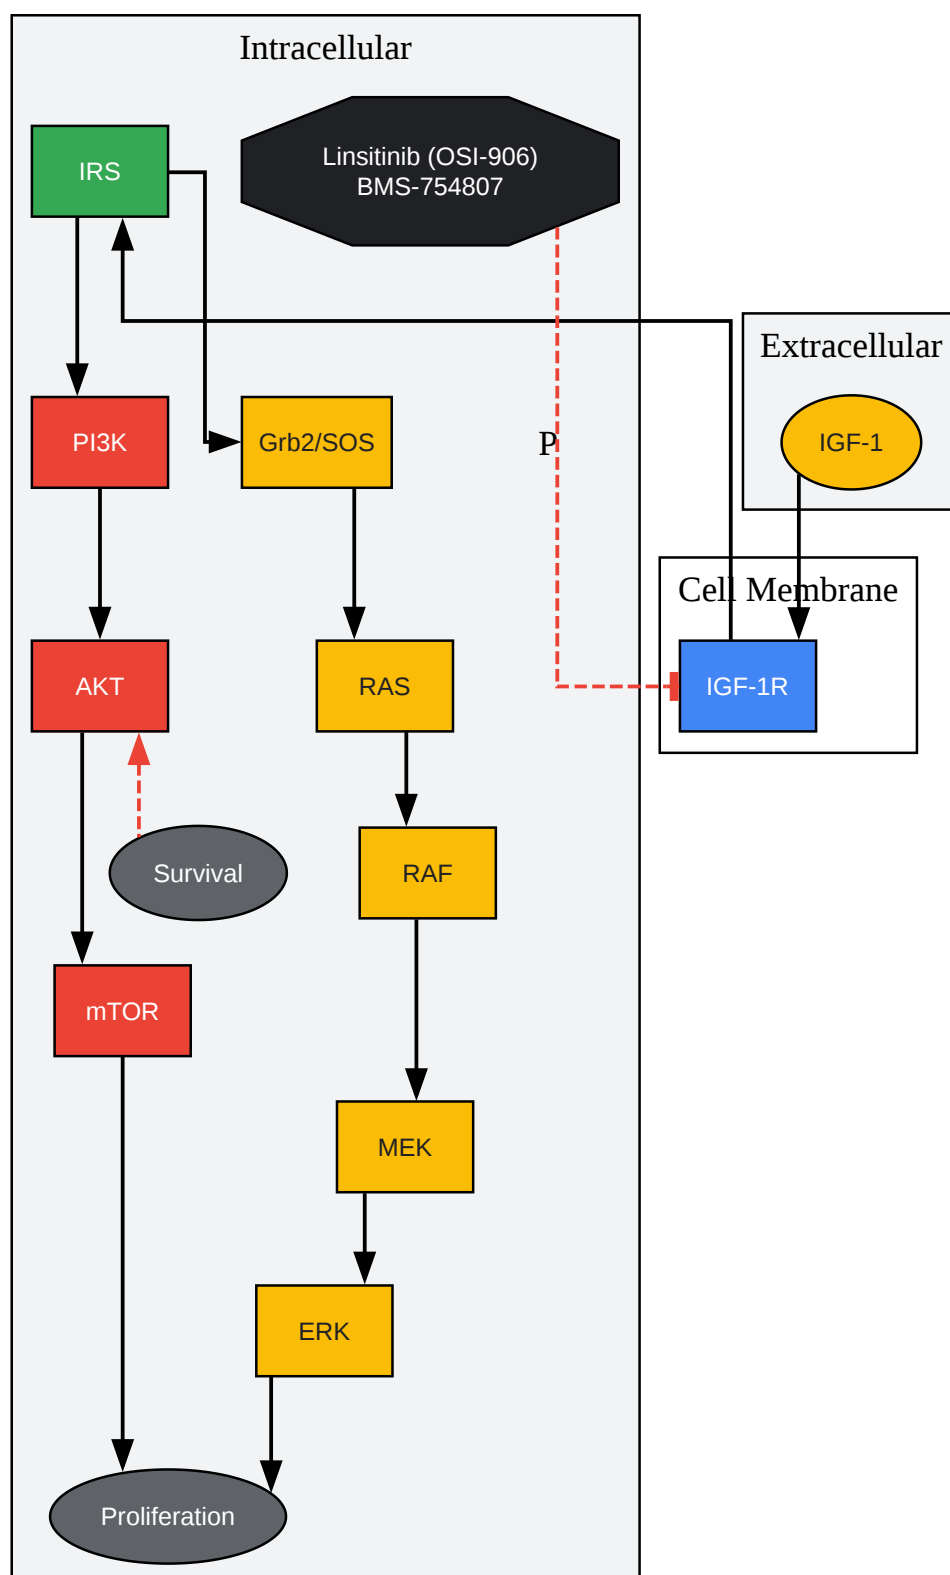 Intracellular
IRS
Linsitinib (OSI-906)
BMS-754807
Extracellular
PI3K
Grb2/SOS
P
IGF-1
Cell Membrane
AKT
RAS
IGF-1R
Survival
RAF
mTOR
MEK
ERK
Proliferation